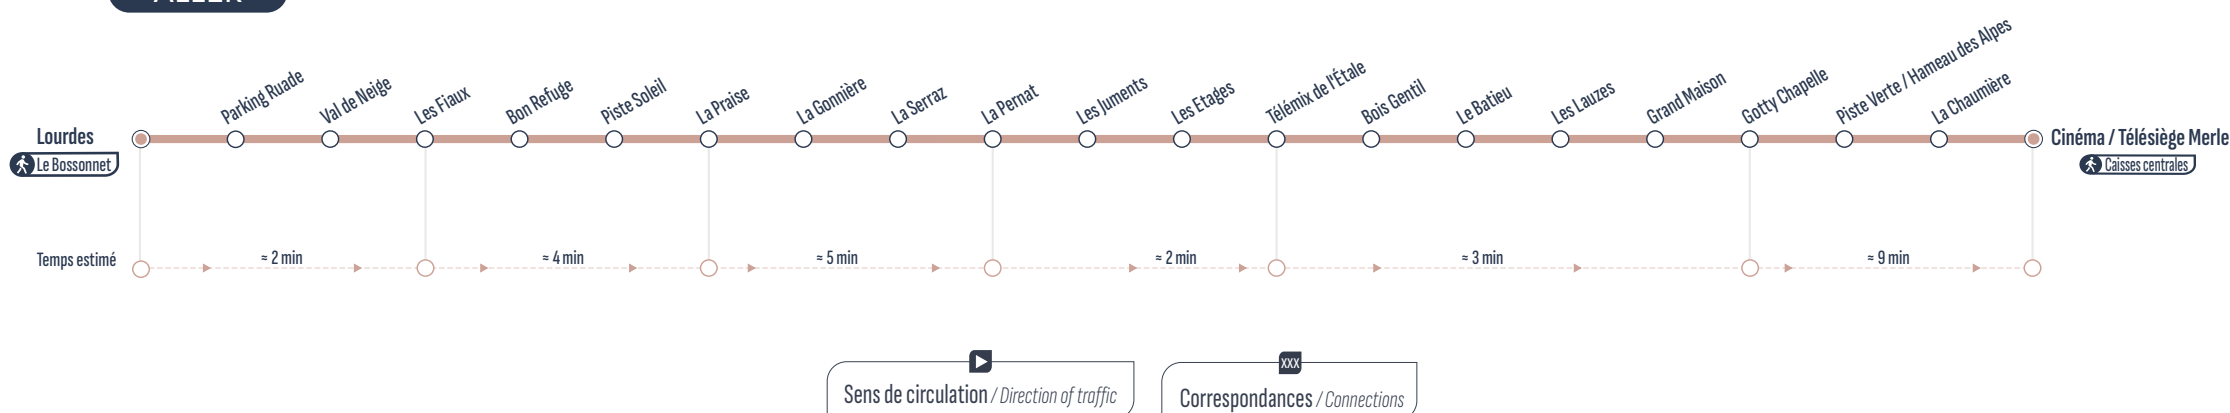 ALLER
Parking Ruade
Val de Neige
Les Fiaux
Bon Refuge
Piste Soleil
La Praise
La Gonnière
La Serraz
La Pernat
Les Juments
Les Etages
Télémix de l'Étale
Bois Gentil
Le Batieu
Les Lauzes
Grand Maison
Gotty Chapelle
Piste Verte / Hameau des Alpes
La Chaumière
Lourdes
Le Bossonnet
Cinéma / Télésiège Merle
Caisses centrales
Temps estimé
≈ 2 min
≈ 4 min
≈ 5 min
≈ 2 min
≈ 3 min
≈ 9 min
Sens de circulation / Direction of traffic
XXX
Correspondances / Connections